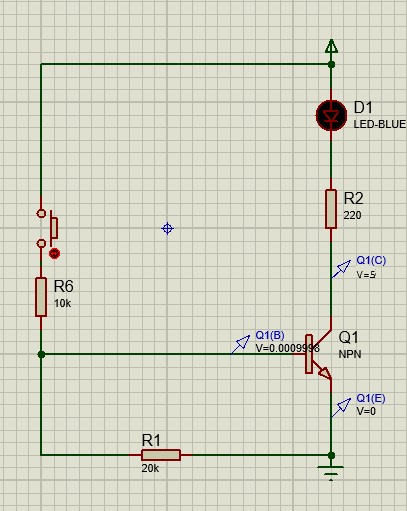 D1
LED-BLUE
R2
220
Q1(C)
V=5
R6
10k
Q1(B)
V=0.0009998
Q1
NPN
Q1(E)
V=0
R1
20k